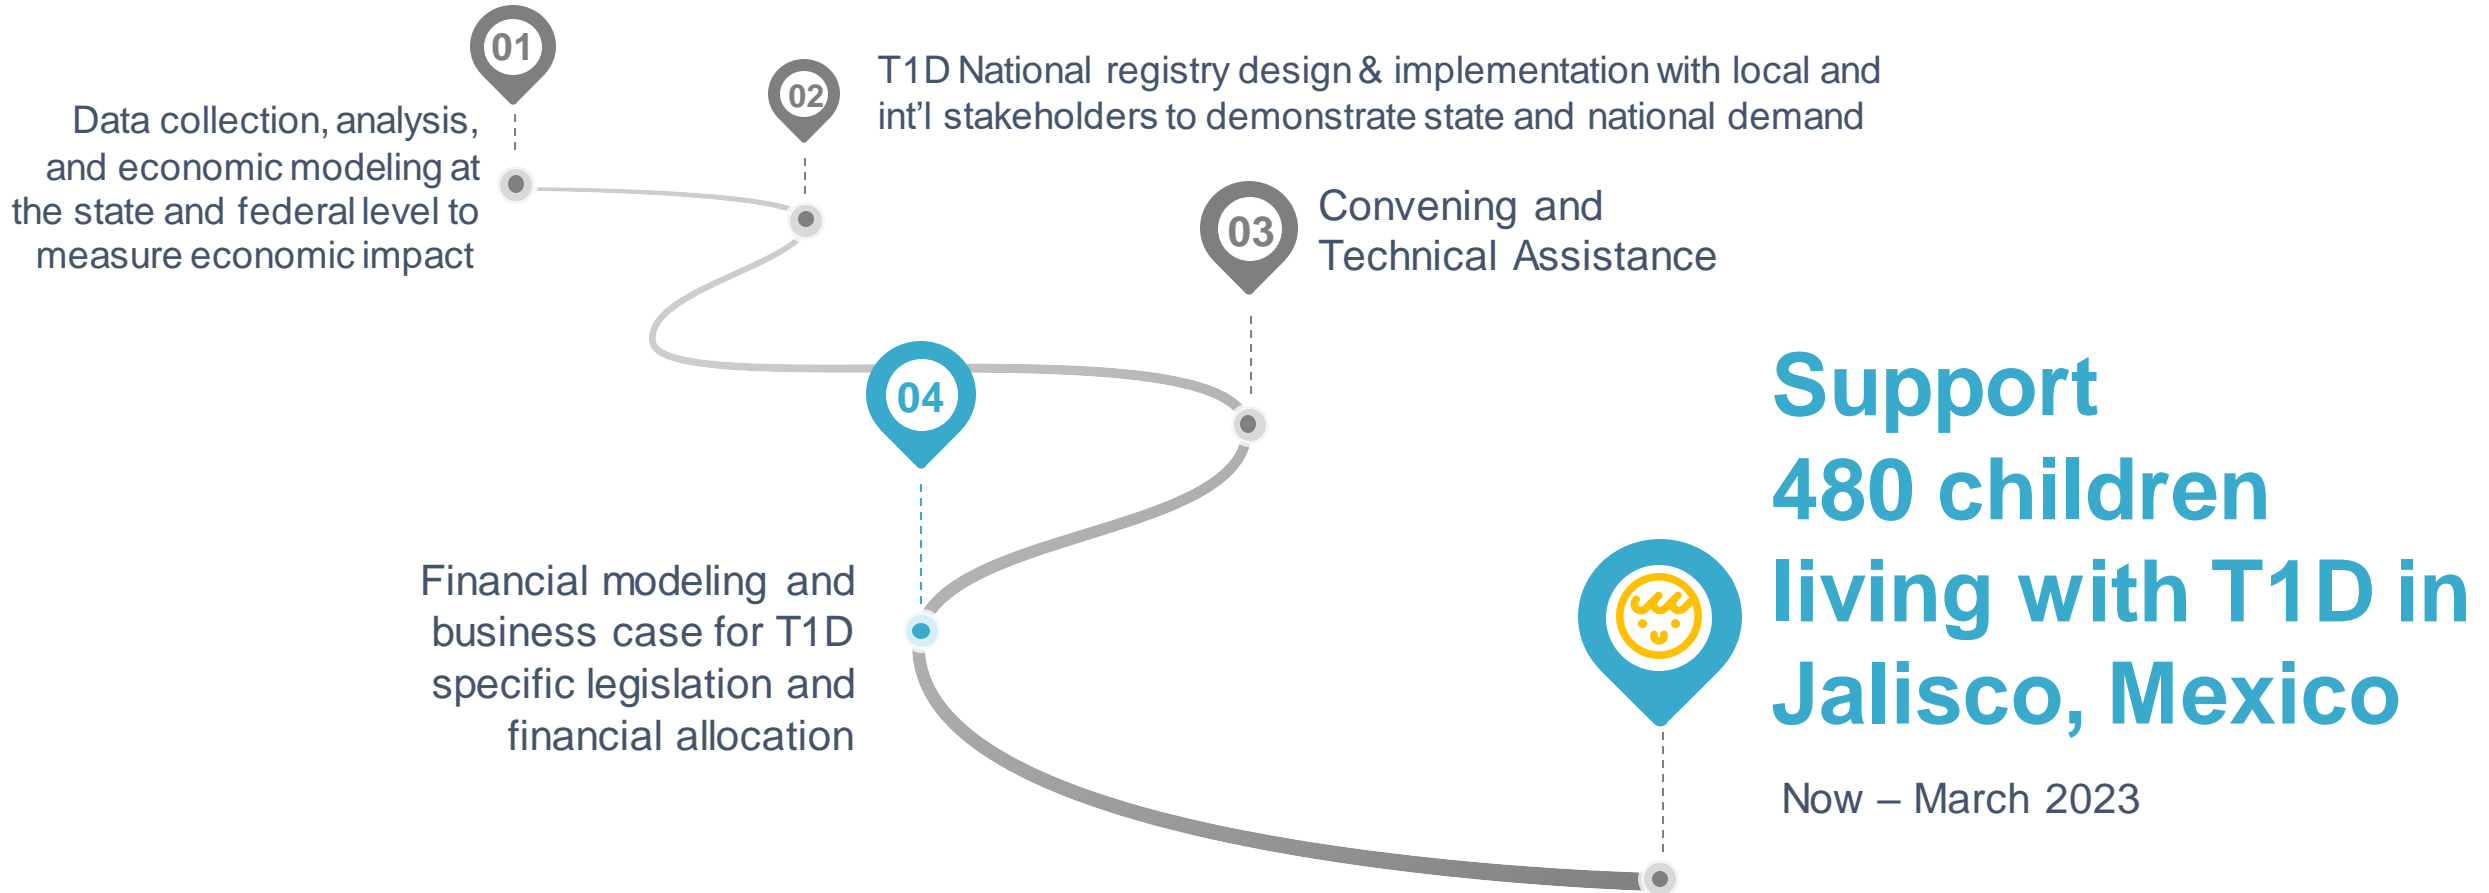 01
Data collection, analysis,
and economic modeling at
the state and federal level to
measure economic impact
02
T1D National registry design & implementation with local and
int'l stakeholders to demonstrate state and national demand
03
Convening and
Technical Assistance
04
Financial modeling and
business case for T1D
specific legislation and
financial allocation
Support
480 children
living with T1D in
Jalisco, Mexico
Now – March 2023